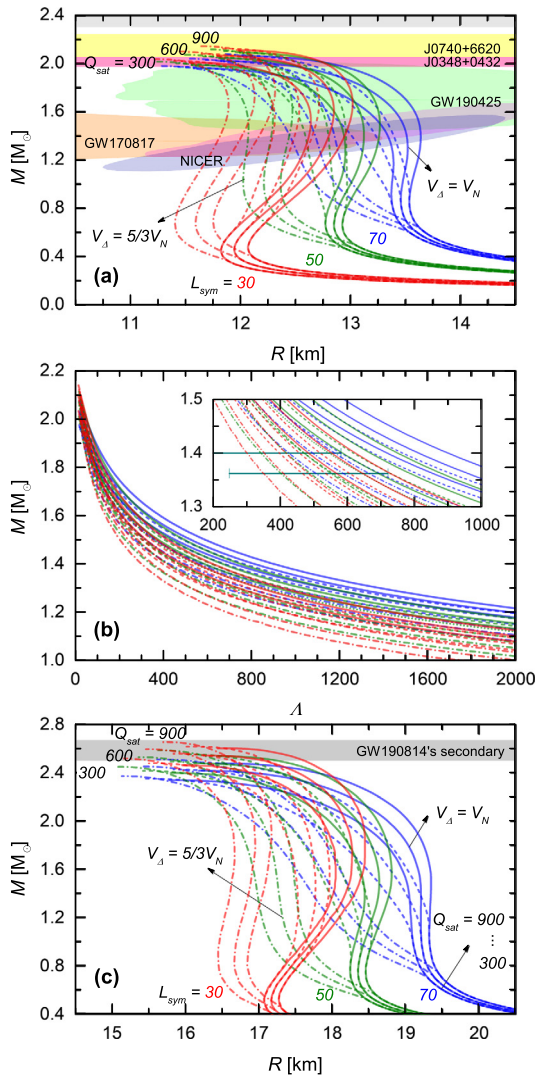 2.4
900
600
Q_sat = 300
J0740+6620
J0348+0432
2.0
GW190425
1.6
GW170817
NICER
M [M☉]
1.2
V_Δ = V_N
V_Δ = 5/3V_N
0.8
70
50
0.4
L_sym = 30
(a)
0.0
11 12 13 14
R [km]
2.2
2.0
1.8
1.6
1.4
1.2
1.0
M [M☉]
1.5
1.4
1.3
200 400 600 800 1000
(b)
0 400 800 1200 1600 2000
Λ
2.8
Q_sat = 900
600
300
GW190814's secondary
2.4
V_Δ = V_N
2.0
M [M☉]
V_Δ = 5/3V_N
1.6
1.2
Q_sat = 900
⋮
300
0.8
(c)
L_sym = 30
50
70
0.4
15 16 17 18 19 20
R [km]